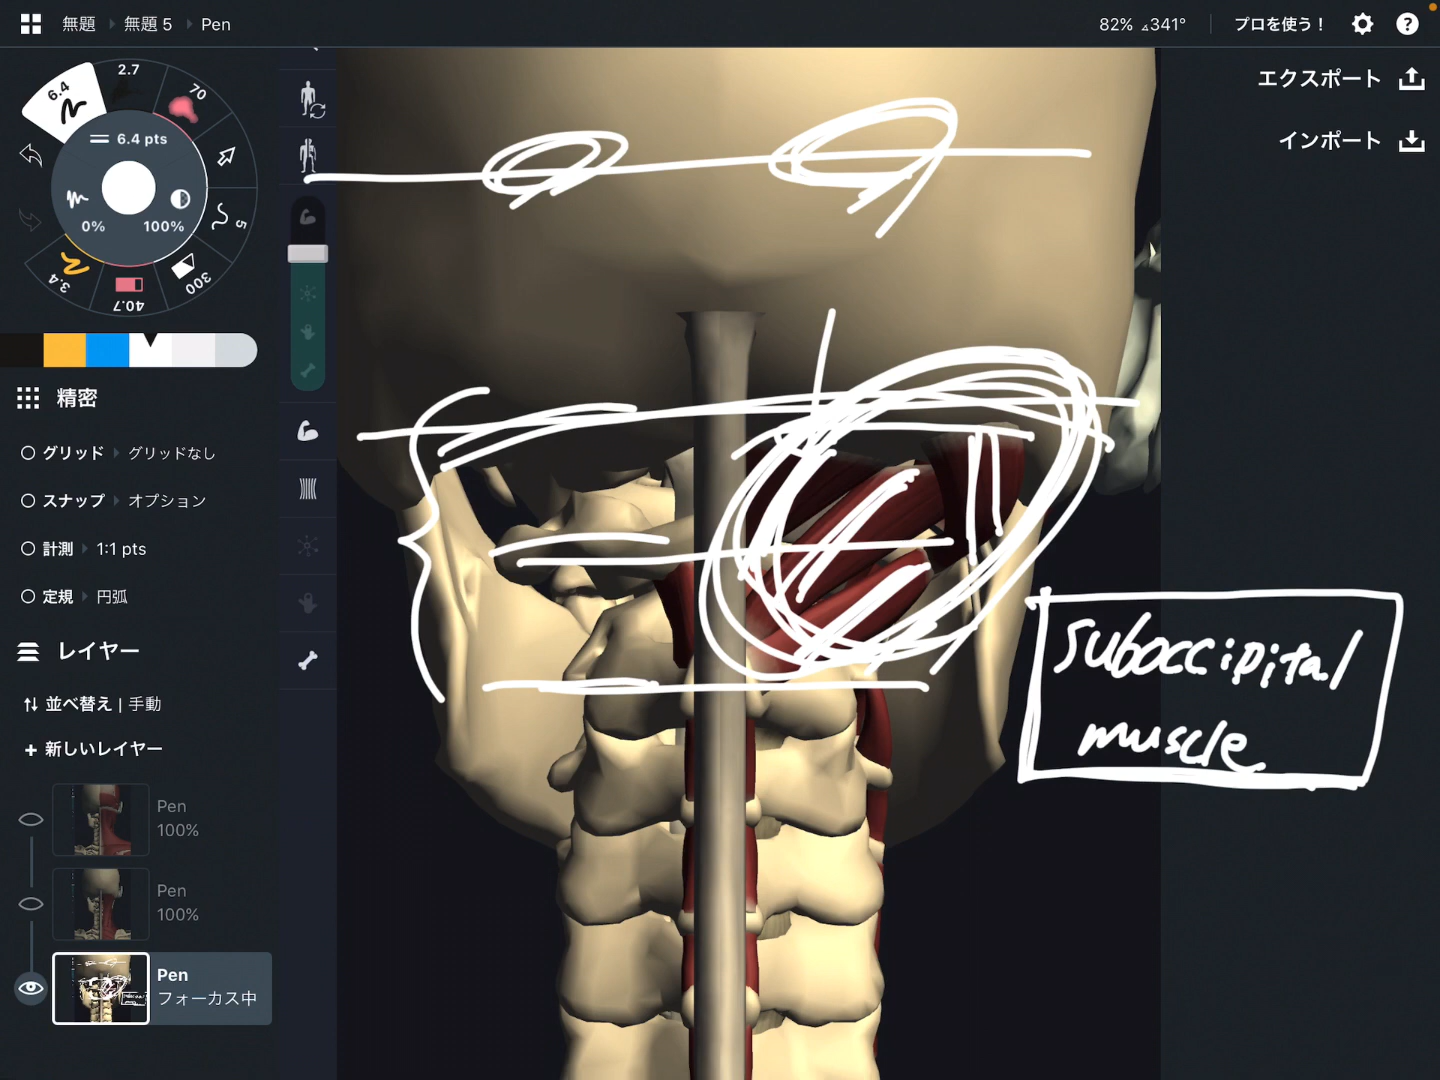 無題 無題 5 Pen
82% ⊿341° プロを使う！
エクスポート
インポート
2.7
6.4
70
6.4 pts
0% 100%
5
3.4
40.7
300
精密
グリッド グリッドなし
スナップ オプション
計測 1:1 pts
定規 円弧
レイヤー
並べ替え | 手動
+ 新しいレイヤー
Pen
100%
Pen
100%
Pen
フォーカス中
suboccipital
muscle